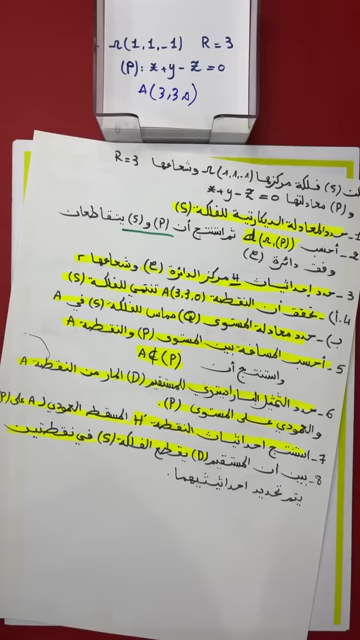 Ω(1,1,-1) R=3
(P): x+y-z=0
A(3,3,0)
(S) فلكة مركزها Ω(1,1,-1) وشعاعها R=3
و (P) معادلتها x+y-z=0
1- حدد المعادلة الديكارتية للفلكة (S)
2- أحسب d(Ω,(P)) ثم استنتج أن (P) و (S) يتقاطعان
وفق دائرة (C)
3- حدد إحداثيات H مركز الدائرة (C) وشعاعها r
4. أ) تحقق أن النقطة A(3,3,0) تنتمي للفلكة (S)
ب) حدد معادلة المستوى (Q) مماس للفلكة (S) في A
5- أحسب المسافة بين المستوى (P) والنقطة A
واستنتج أن A∉(P)
6- حدد التمثيل البارامتري للمستقيم (D) المار من النقطة A
والعمودي على المستوى (P).
7- استنتج احداثيات النقطة H' المسقط العمودي لـ A على (P)
8- بين أن المستقيم (D) يقطع الفلكة (S) في نقطتين
يتم تحديد احداثيتيهما.